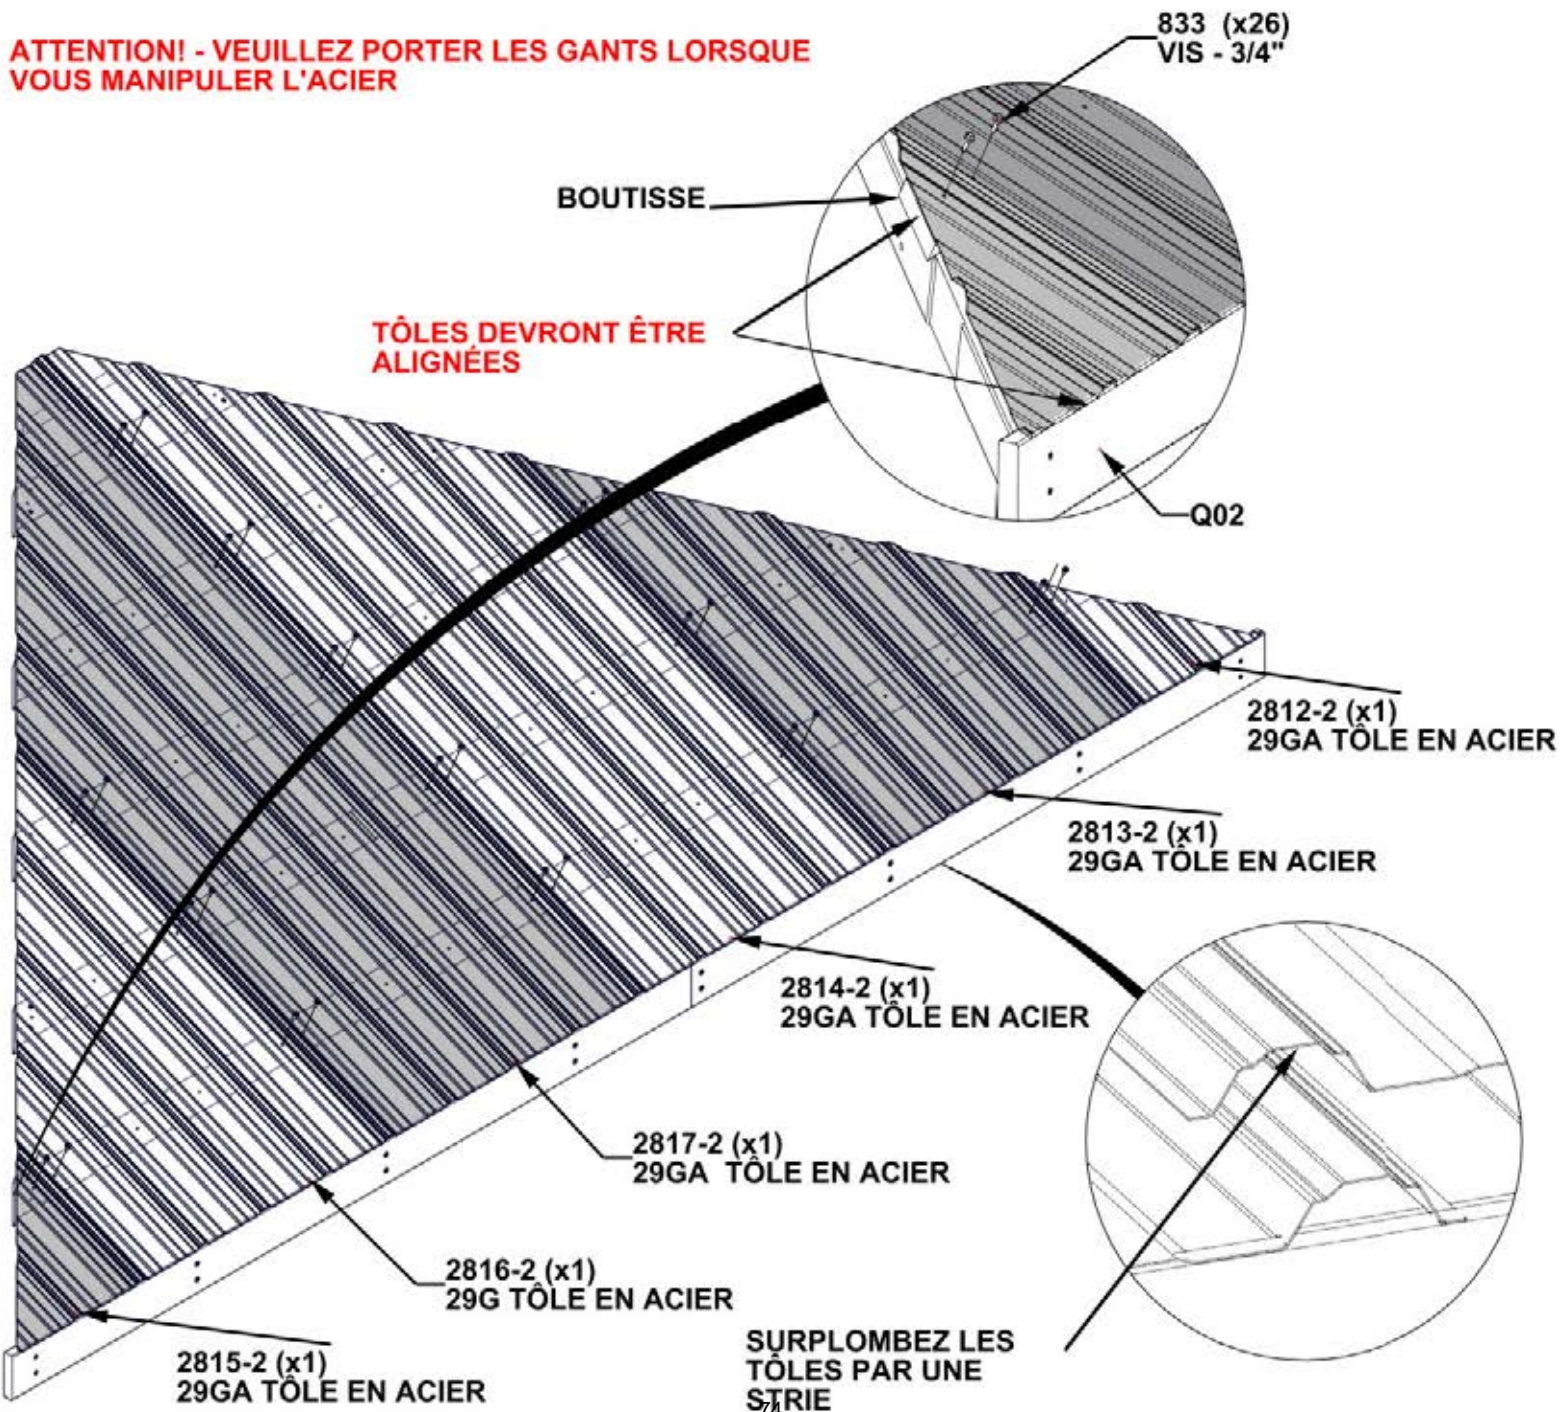 ATTENTION! - VEUILLEZ PORTER LES GANTS LORSQUE
VOUS MANIPULER L'ACIER
833 (x26)
VIS - 3/4"
BOUTISSE
TÔLES DEVRONT ÊTRE
ALIGNÉES
Q02
2812-2 (x1)
29GA TÔLE EN ACIER
2813-2 (x1)
29GA TÔLE EN ACIER
2814-2 (x1)
29GA TÔLE EN ACIER
2817-2 (x1)
29GA TÔLE EN ACIER
2816-2 (x1)
29G TÔLE EN ACIER
2815-2 (x1)
29GA TÔLE EN ACIER
SURPLOMBEZ LES
TÔLES PAR UNE
STRIE
74